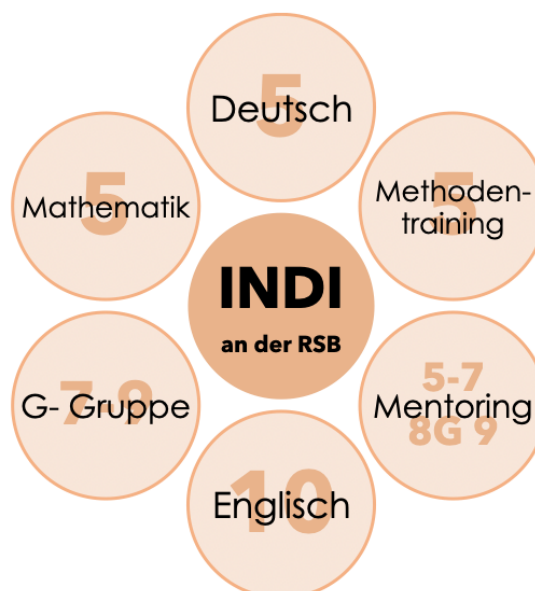 5
Deutsch
5
Mathematik
5
Methoden-
training
INDI
an der RSB
7-9
G- Gruppe
5-7
Mentoring
8G 9
10
Englisch